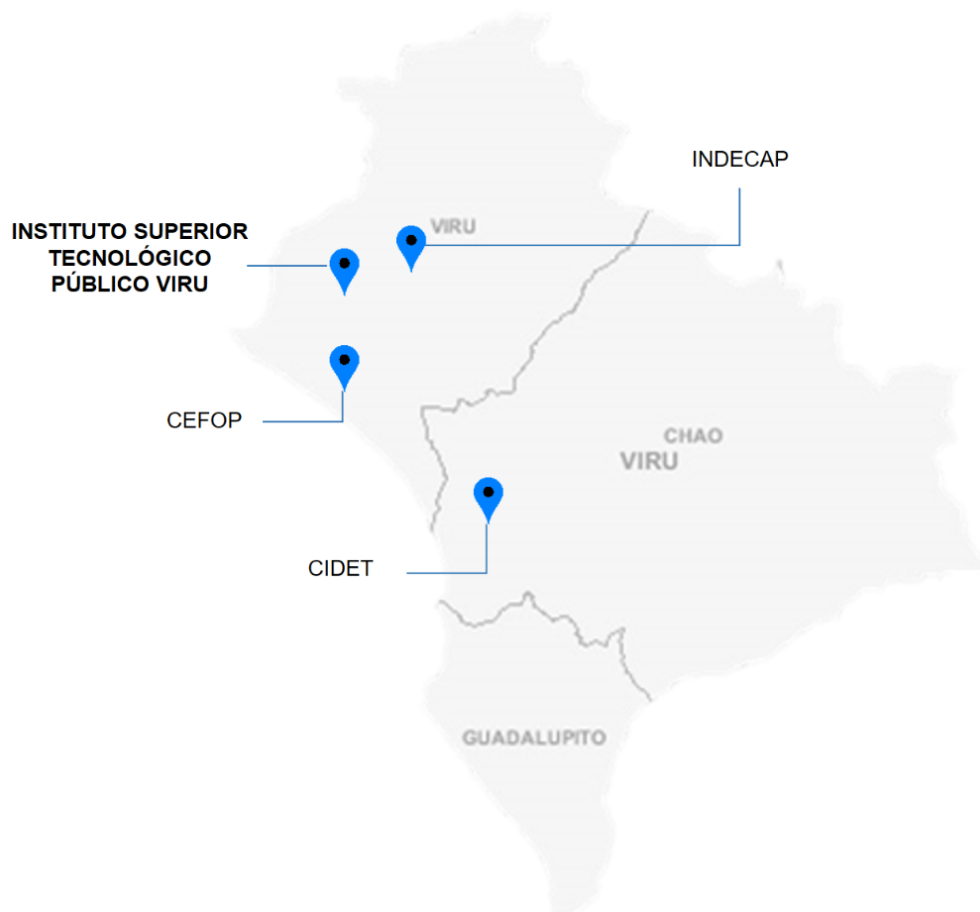 INDECAP
VIRU
INSTITUTO SUPERIOR
TECNOLÓGICO
PÚBLICO VIRU
CEFOP
CHAO
VIRU
CIDET
GUADALUPITO